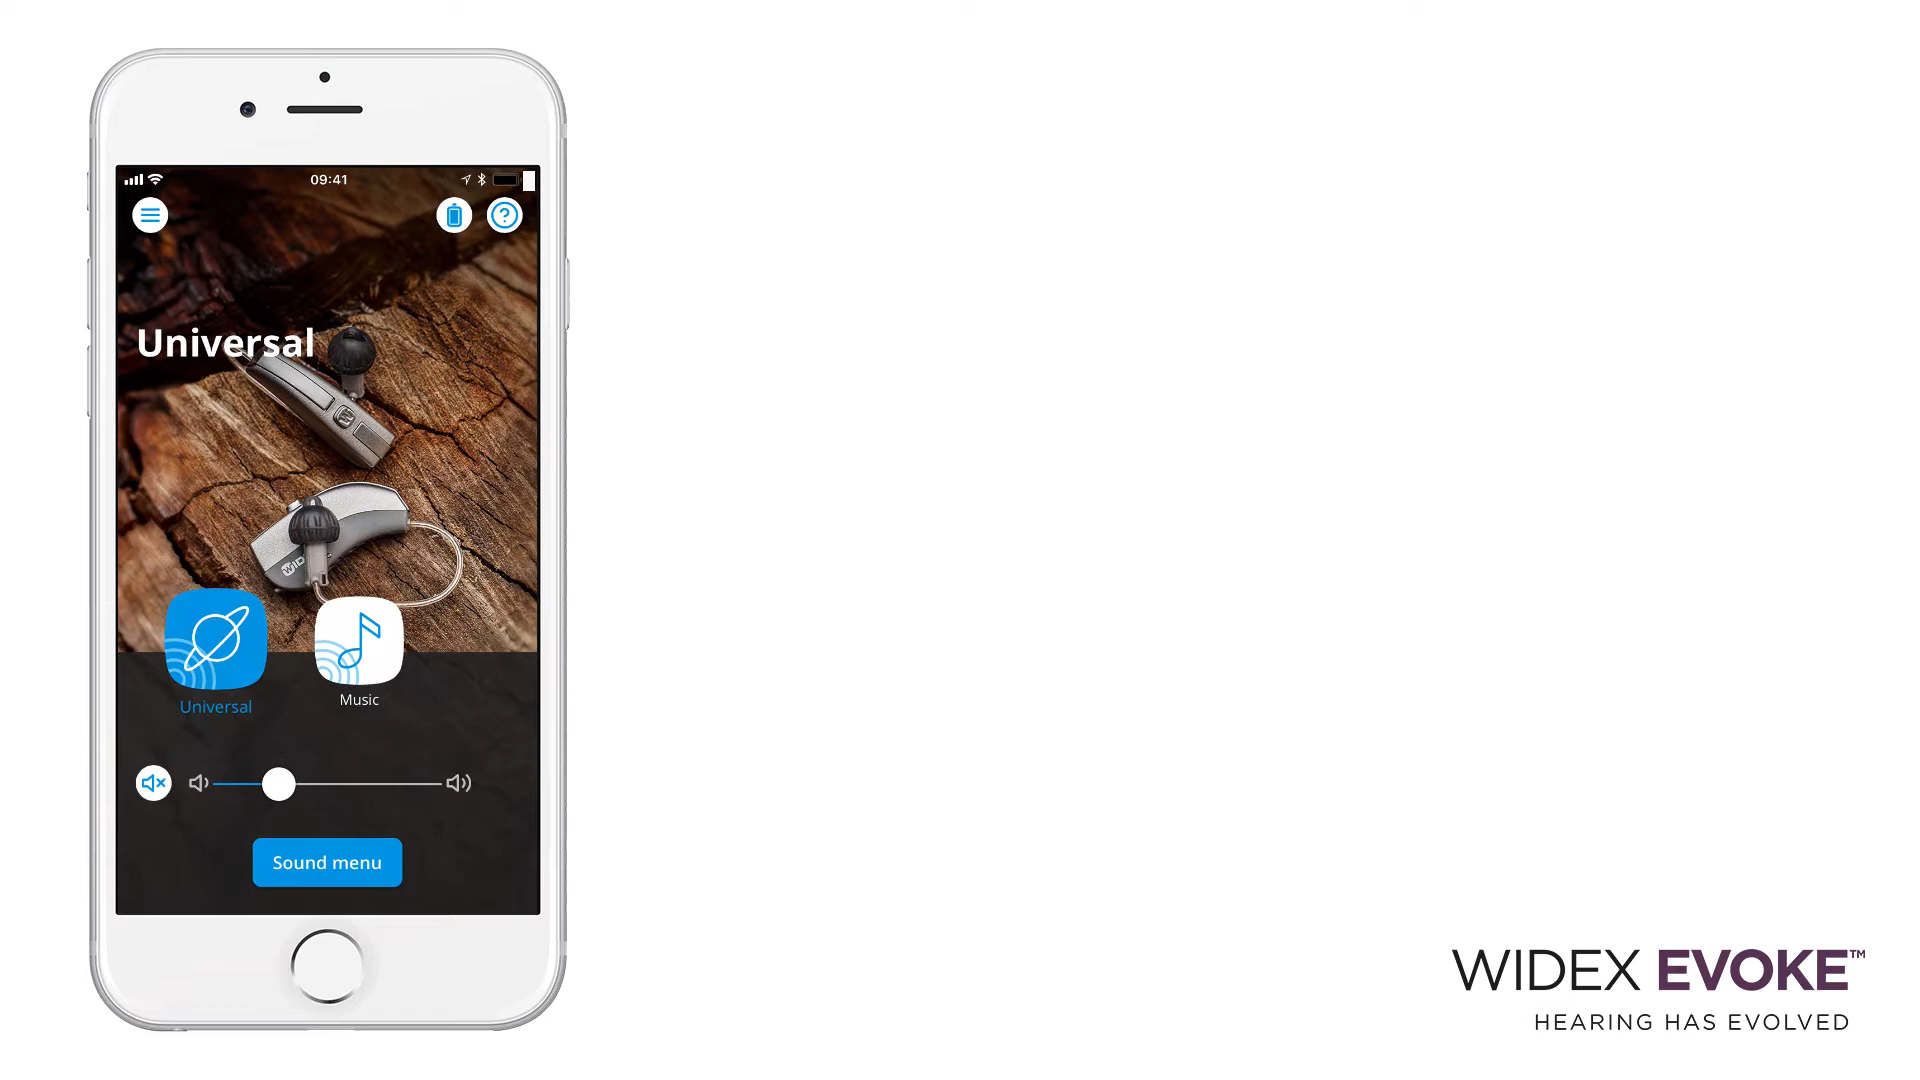 09:41
Universal
Universal
Music
Sound menu
WIDEX EVOKE™
HEARING HAS EVOLVED